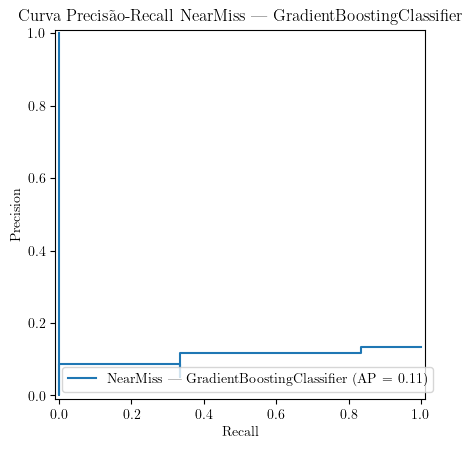 Curva Precisão-Recall NearMiss — GradientBoostingClassifier
1.0
0.8
0.6
0.4
0.2
0.0
Precision
NearMiss — GradientBoostingClassifier (AP = 0.11)
0.0 0.2 0.4 0.6 0.8 1.0
Recall